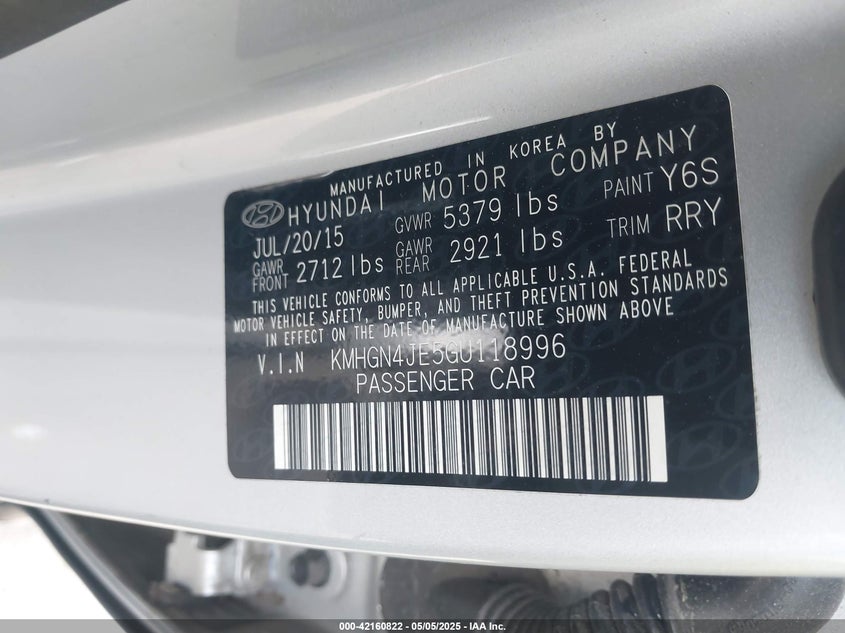 MANUFACTURED IN KOREA BY
HYUNDAI MOTOR COMPANY
JUL/20/15 GVWR 5379 lbs PAINT Y6S
GAWR FRONT 2712 lbs GAWR REAR 2921 lbs TRIM RRY
THIS VEHICLE CONFORMS TO ALL APPLICABLE U.S.A. FEDERAL
MOTOR VEHICLE SAFETY, BUMPER, AND THEFT PREVENTION STANDARDS
IN EFFECT ON THE DATE OF MANUFACTURE SHOWN ABOVE
V.I.N KMHGN4JE5GU118996
PASSENGER CAR
000-42160822 - 05/05/2025 - IAA Inc.